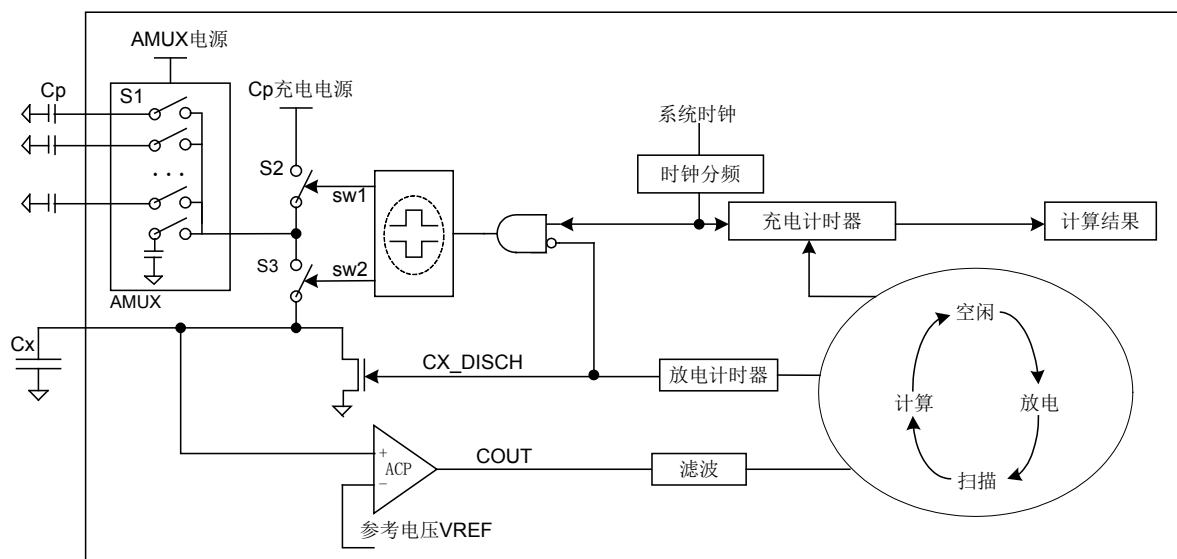 AMUX电源
Cp
S1
Cp充电电源
系统时钟
S2
时钟分频
sw1
充电计时器
计算结果
...
S3
sw2
AMUX
空闲
Cx
CX_DISCH
放电计时器
计算
放电
+
ACP
COUT
滤波
扫描
−
参考电压VREF